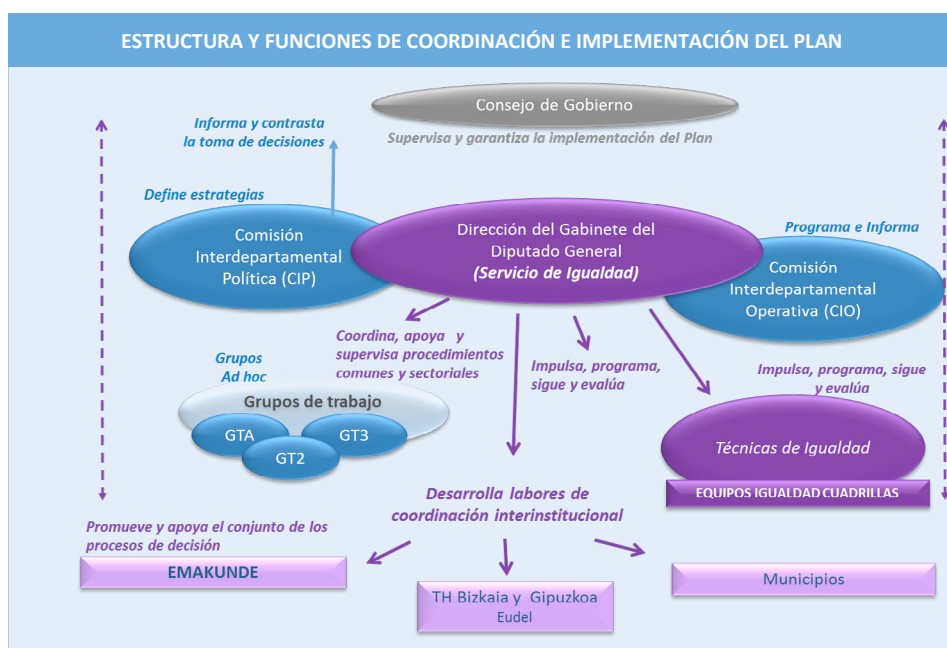 ESTRUCTURA Y FUNCIONES DE COORDINACIÓN E IMPLEMENTACIÓN DEL PLAN
Consejo de Gobierno
Supervisa y garantiza la implementación del Plan
Informa y contrasta
la toma de decisiones
Define estrategias
Comisión
Interdepartamental
Política (CIP)
Dirección del Gabinete del
Diputado General
(Servicio de Igualdad)
Programa e Informa
Comisión
Interdepartamental
Operativa (CIO)
Coordina, apoya y
supervisa procedimientos
comunes y sectoriales
Impulsa, programa,
sigue y evalúa
Impulsa, programa, sigue
y evalúa
Grupos
Ad hoc
Grupos de trabajo
GTA
GT2
GT3
Técnicas de Igualdad
EQUIPOS IGUALDAD CUADRILLAS
Desarrolla labores de
coordinación interinstitucional
Promueve y apoya el conjunto de los
procesos de decisión
EMAKUNDE
TH Bizkaia y Gipuzkoa
Eudel
Municipios